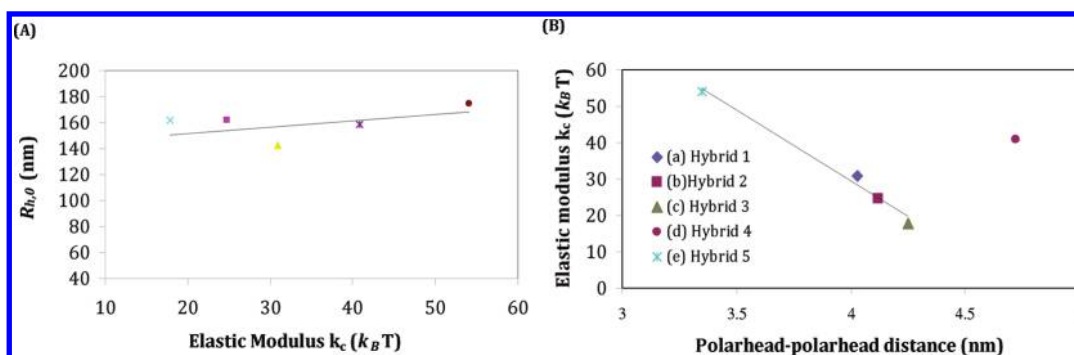 (A)
200
180
160
140
120
100
80
60
40
10 20 30 40 50 60
R_h,0 (nm)
Elastic Modulus k_c (k_B T)
(B)
60
50
40
30
20
10
0
3 3.5 4 4.5
Elastic modulus k_c (k_B T)
(a) Hybrid 1
(b)Hybrid 2
(c) Hybrid 3
(d) Hybrid 4
(e) Hybrid 5
Polarhead-polarhead distance (nm)